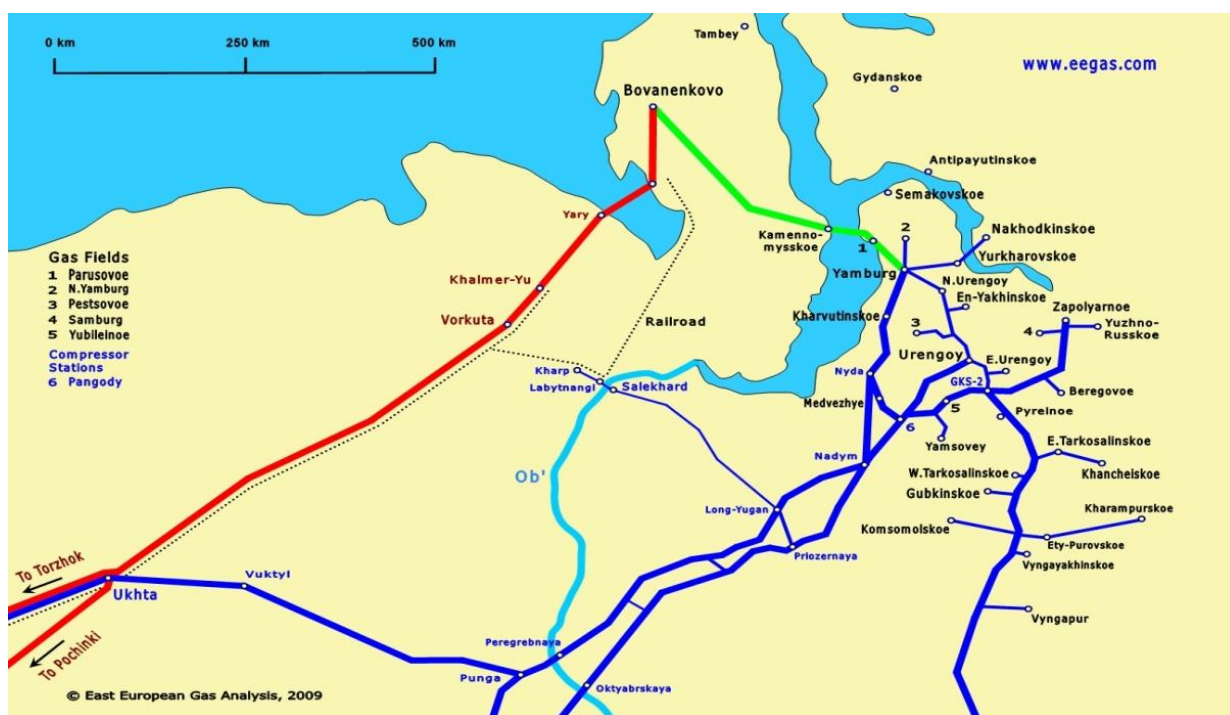 0 km
250 km
500 km
Tambey
www.eegas.com
Gydanskoe
Bovanenkovo
Antipayutinskoe
Semakovskoe
Yary
Kamenno-
mysskoe
1
2
Nakhodkinskoe
Yurkharovskoe
Yamburg
N.Urengoy
En-Yakhinskoe
Gas Fields
1 Parusovoe
2 N.Yamburg
3 Pestsovoe
4 Samburg
5 Yubileinoe
Compressor
Stations
6 Pangody
Khalmer-Yu
Vorkuta
Railroad
Kharvutinskoe
3
Zapolyarnoe
4
Yuzhno-
Russkoe
Urengoy
E.Urengoy
Kharp
Labytnangi
Salekhard
Nyda
GKS-2
Beregovoe
Medvezhye
5
6
Pyreinoe
Yamsovey
E.Tarkosalinskoe
Khancheiskoe
Nadym
W.Tarkosalinskoe
Gubkinskoe
Ob'
Long-Yugan
Kharampurskoe
Komsomolskoe
Ety-Purovskoe
Priozernaya
Vyngayakhinskoe
To Torzhok
Ukhta
Vuktyl
Vyngapur
Peregrebnaya
To Pochinki
Punga
Oktyabrskaya
© East European Gas Analysis, 2009